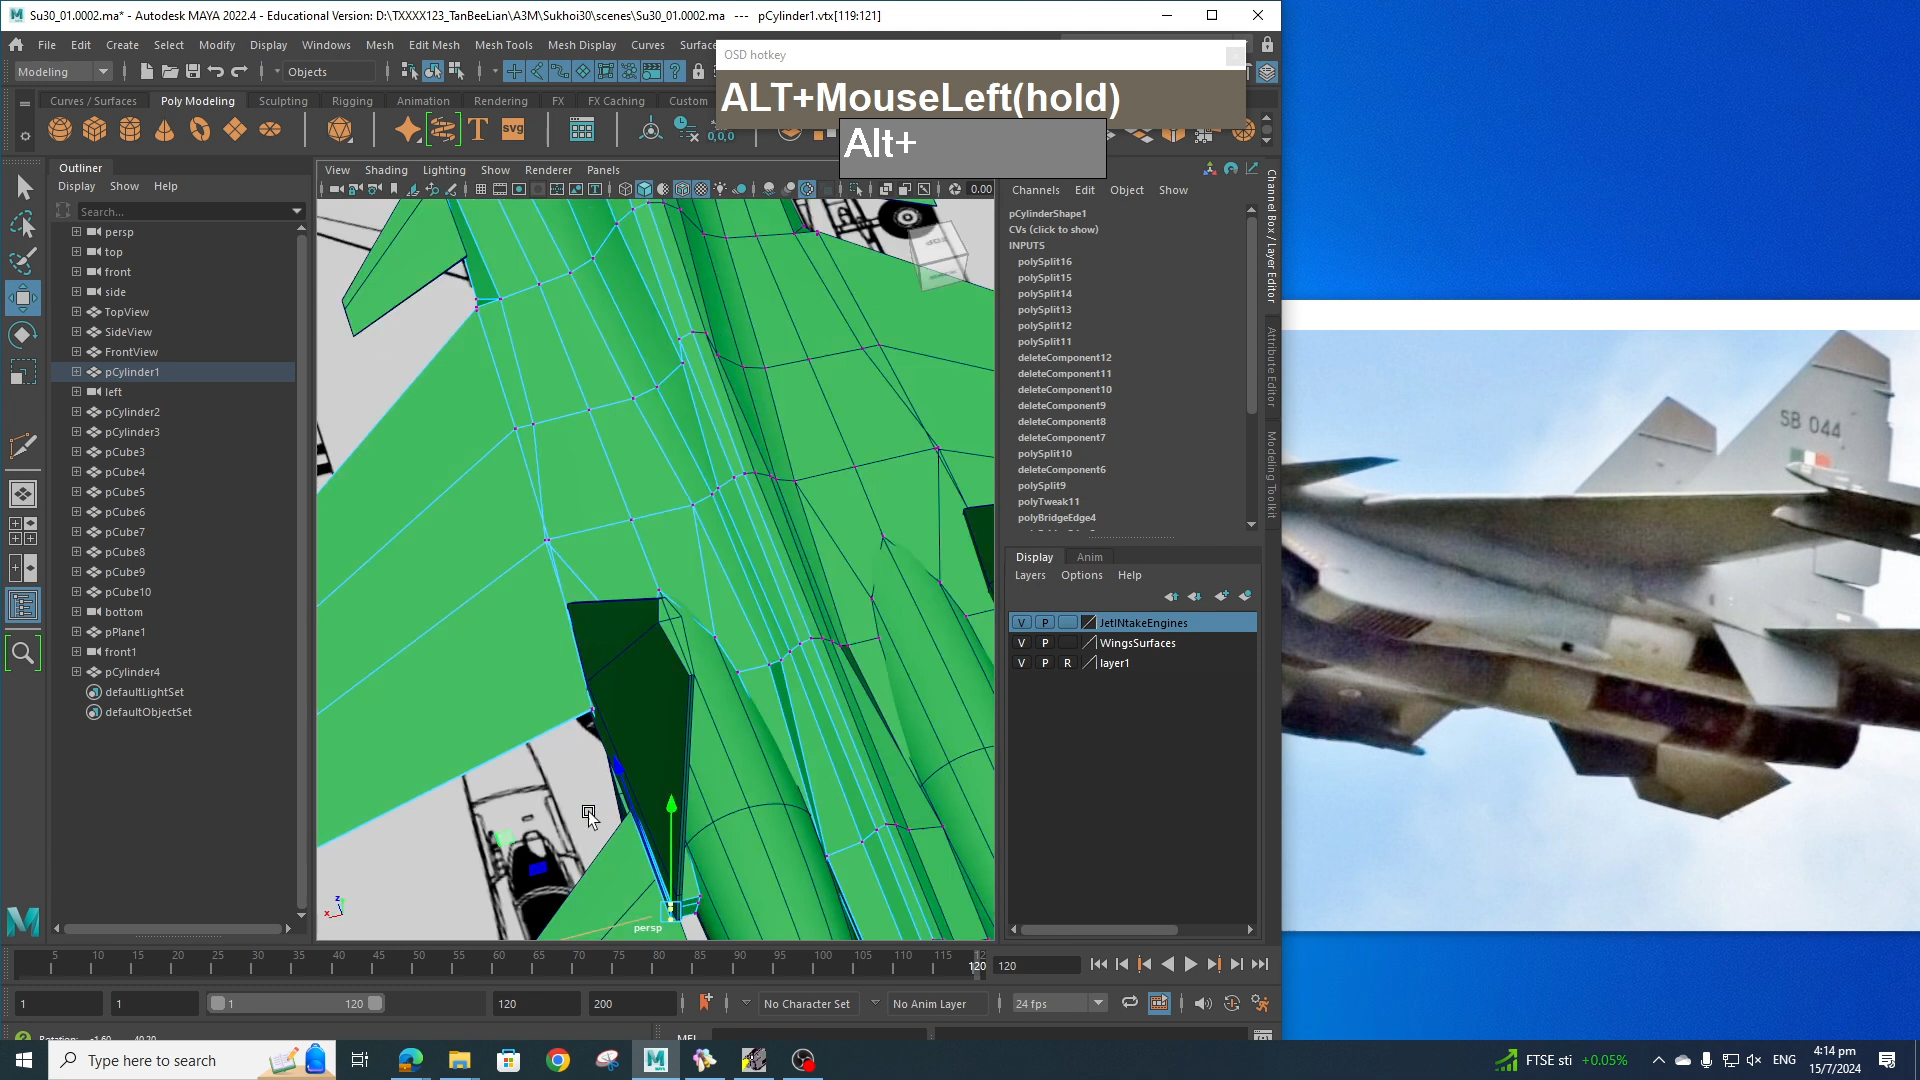 Su30_01.0002.ma* - Autodesk MAYA 2022.4 - Educational Version: D:\TXXXX123_TanBeeLian\A3M\Sukhoi30\scenes\Su30_01.0002.ma --- pCylinder1.vtx[119:121]
File Edit Create Select Modify Display Windows Mesh Edit Mesh Mesh Tools Mesh Display Curves Surfac
OSD hotkey
ALT+MouseLeft(hold)
Alt+
Modeling Objects
Curves / Surfaces Poly Modeling Sculpting Rigging Animation Rendering FX FX Caching Custom
SVG
0,0,0
Outliner
Display Show Help
Search...
persp
top
front
side
TopView
SideView
FrontView
pCylinder1
left
pCylinder2
pCylinder3
pCube3
pCube4
pCube5
pCube6
pCube7
pCube8
pCube9
pCube10
bottom
pPlane1
front1
pCylinder4
defaultLightSet
defaultObjectSet
View Shading Lighting Show Renderer Panels
0.00
persp
z
x
Channels Edit Object Show
pCylinderShape1
CVs (click to show)
INPUTS
polySplit16
polySplit15
polySplit14
polySplit13
polySplit12
polySplit11
deleteComponent12
deleteComponent11
deleteComponent10
deleteComponent9
deleteComponent8
deleteComponent7
polySplit10
deleteComponent6
polySplit9
polyTweak11
polyBridgeEdge4
Channel Box / Layer Editor
Attribute Editor
Modeling Toolkit
Display Anim
Layers Options Help
V P JetINtakeEngines
V P WingsSurfaces
V P R layer1
SB 044
5 10 15 20 25 30 35 40 45 50 55 60 65 70 75 80 85 90 95 100 105 110 115 12
120
120
1 1 1 120 120 200 No Character Set No Anim Layer 24 fps
Rotation: -1.60 40.20
MEL
Type here to search
FTSE sti +0.05%
ENG
4:14 pm
15/7/2024